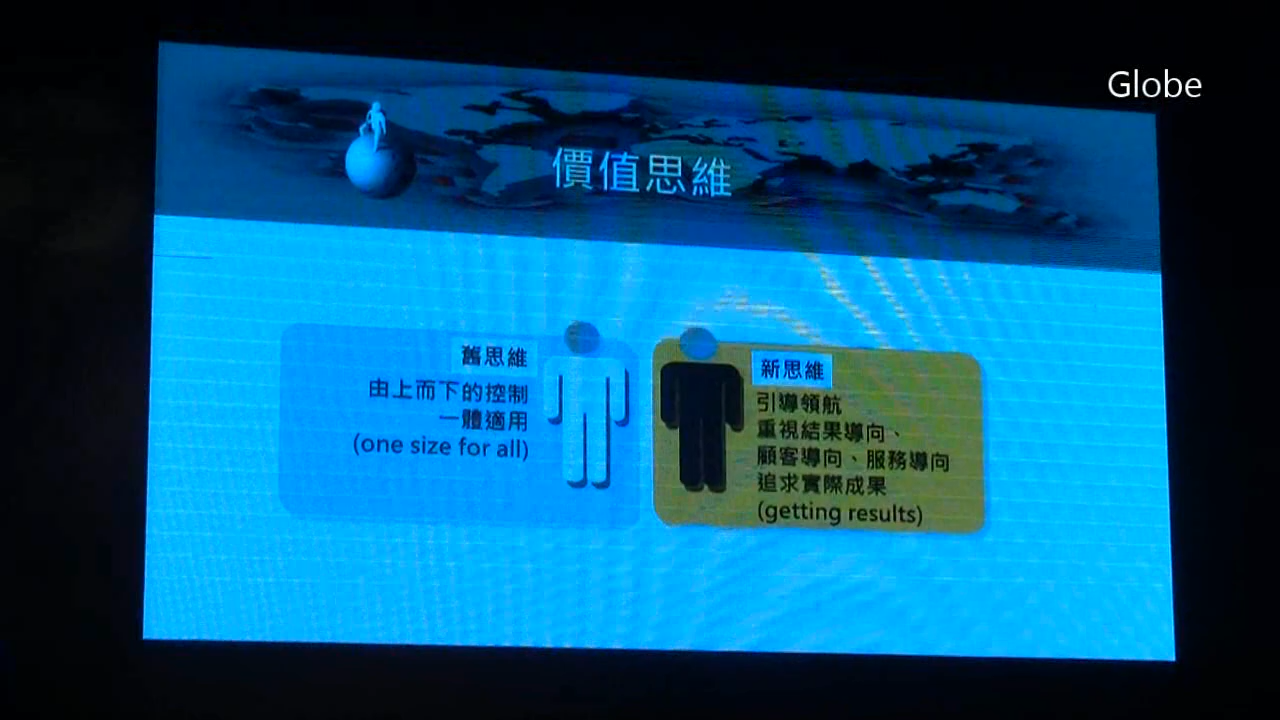 Globe
價值思維
舊思維
由上而下的控制
一體適用
(one size for all)
新思維
引導領航
重視結果導向、
顧客導向、服務導向
追求實際成果
(getting results)